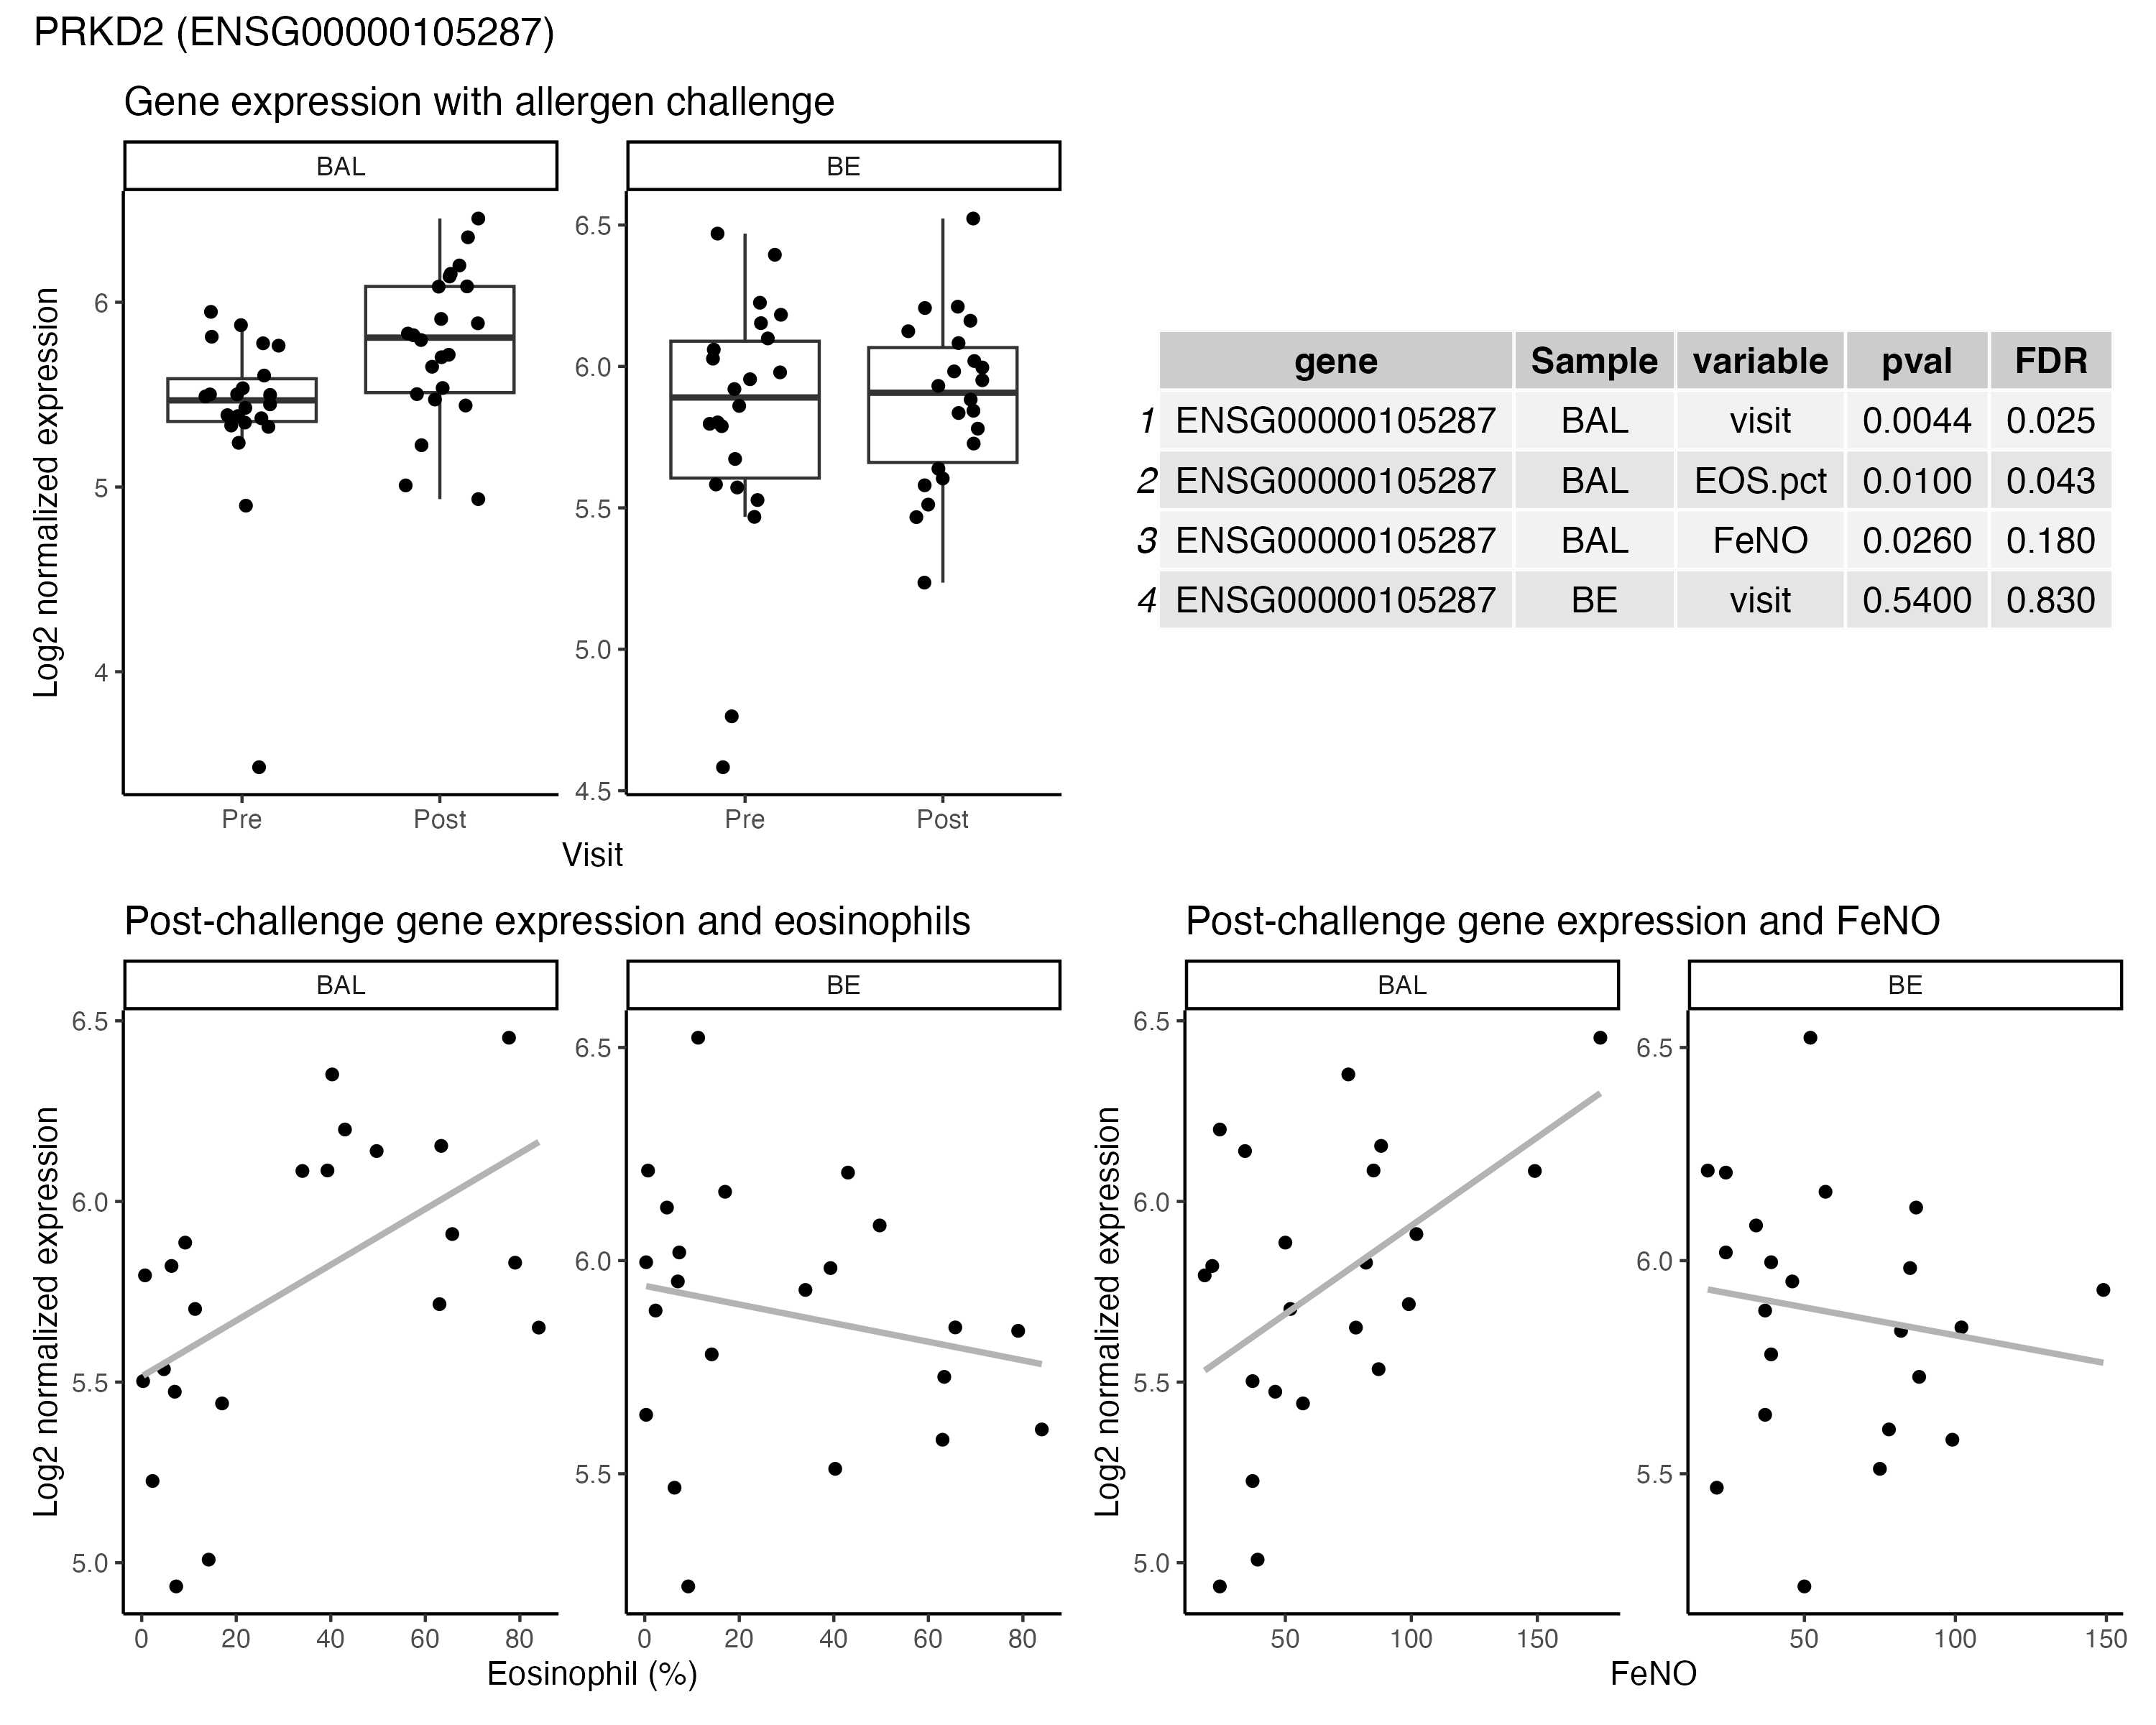 PRKD2 (ENSG00000105287)
Gene expression with allergen challenge
BAL
BE
Log2 normalized expression
6
5
4
6.5
6.0
5.5
5.0
4.5
Pre
Post
Pre
Post
Visit
gene Sample variable pval FDR
1 ENSG00000105287 BAL visit 0.0044 0.025
2 ENSG00000105287 BAL EOS.pct 0.0100 0.043
3 ENSG00000105287 BAL FeNO 0.0260 0.180
4 ENSG00000105287 BE visit 0.5400 0.830
Post-challenge gene expression and eosinophils
BAL
BE
Log2 normalized expression
6.5
6.0
5.5
5.0
6.5
6.0
5.5
0 20 40 60 80
0 20 40 60 80
Eosinophil (%)
Post-challenge gene expression and FeNO
BAL
BE
Log2 normalized expression
6.5
6.0
5.5
5.0
6.5
6.0
5.5
50 100 150
50 100 150
FeNO